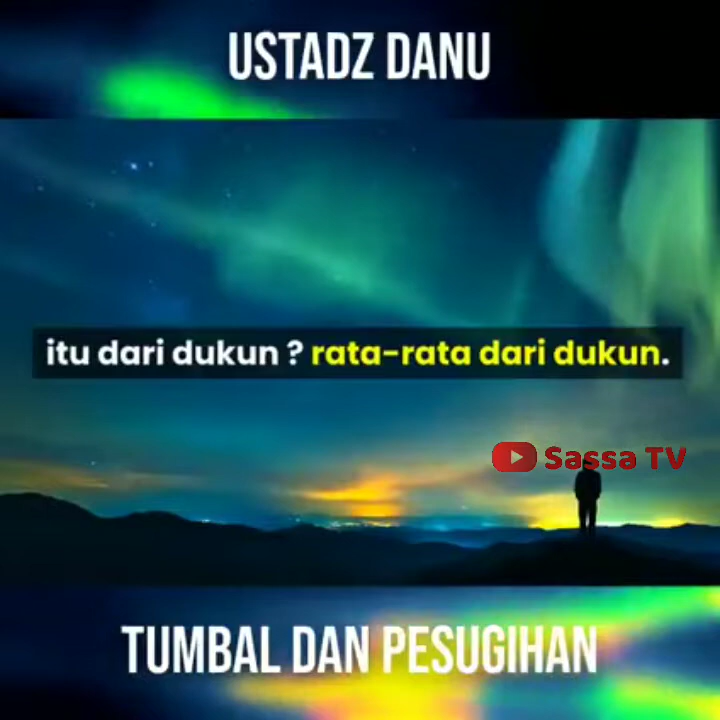 USTADZ DANU
itu dari dukun ? rata-rata dari dukun.
Sassa TV
TUMBAL DAN PESUGIHAN